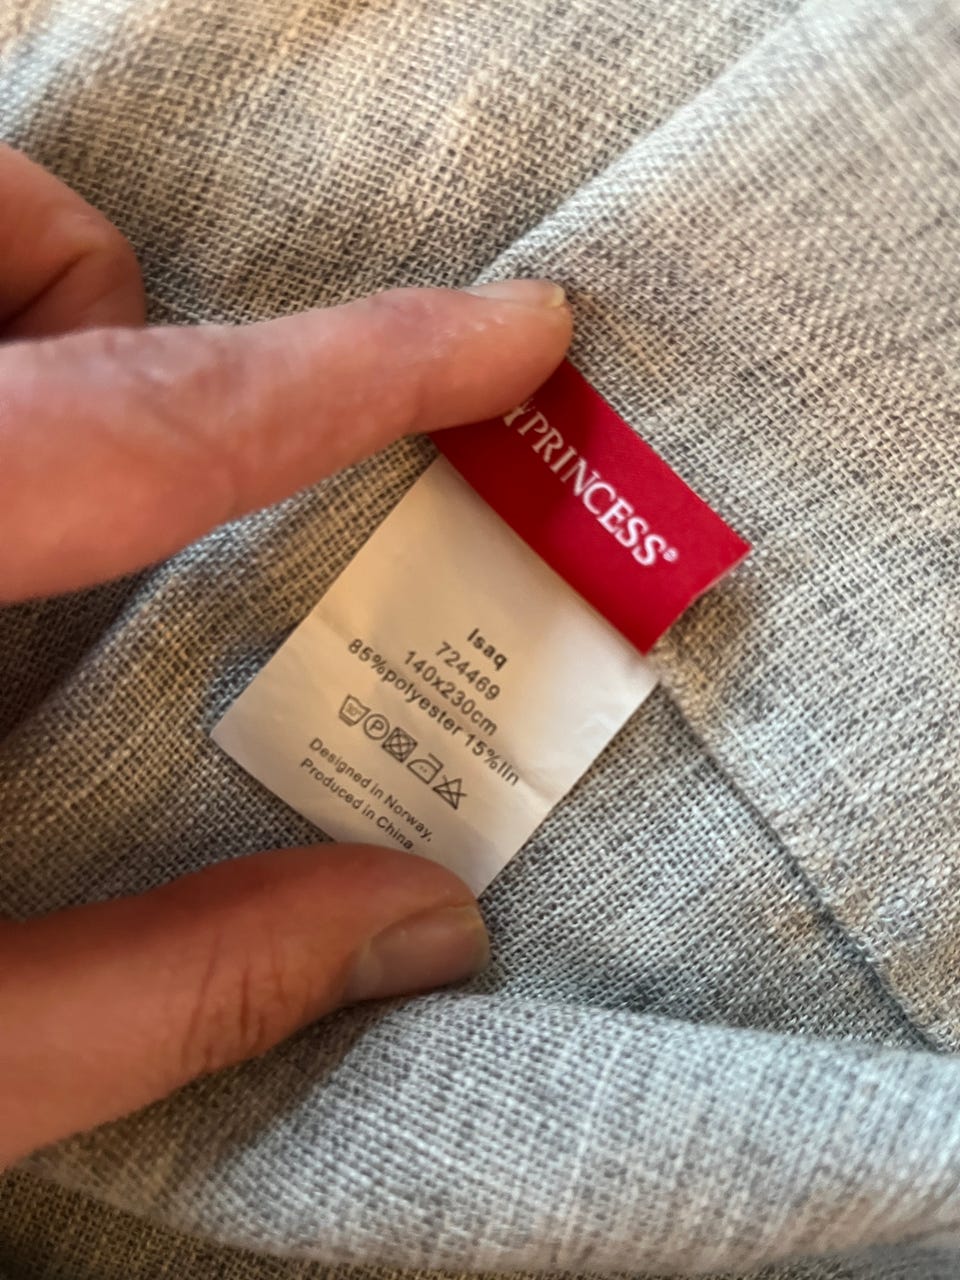 PRINCESS®
Isaq
724469
140x230cm
85%polyester 15%lin
P
Designed in Norway.
Produced in China